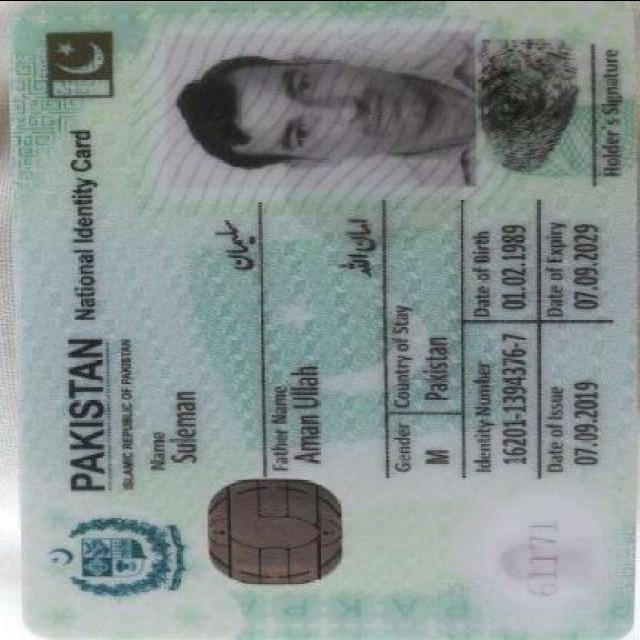 PAKISTAN National Identity Card
ISLAMIC REPUBLIC OF PAKISTAN
Name
Suleman
سلیمان
Father Name
Aman Ullah
امان اللہ
Gender Country of Stay
M Pakistan
Identity Number Date of Birth
16201-1394376-7 01.02.1989
Date of Issue Date of Expiry
07.09.2019 07.09.2029
Holder's Signature